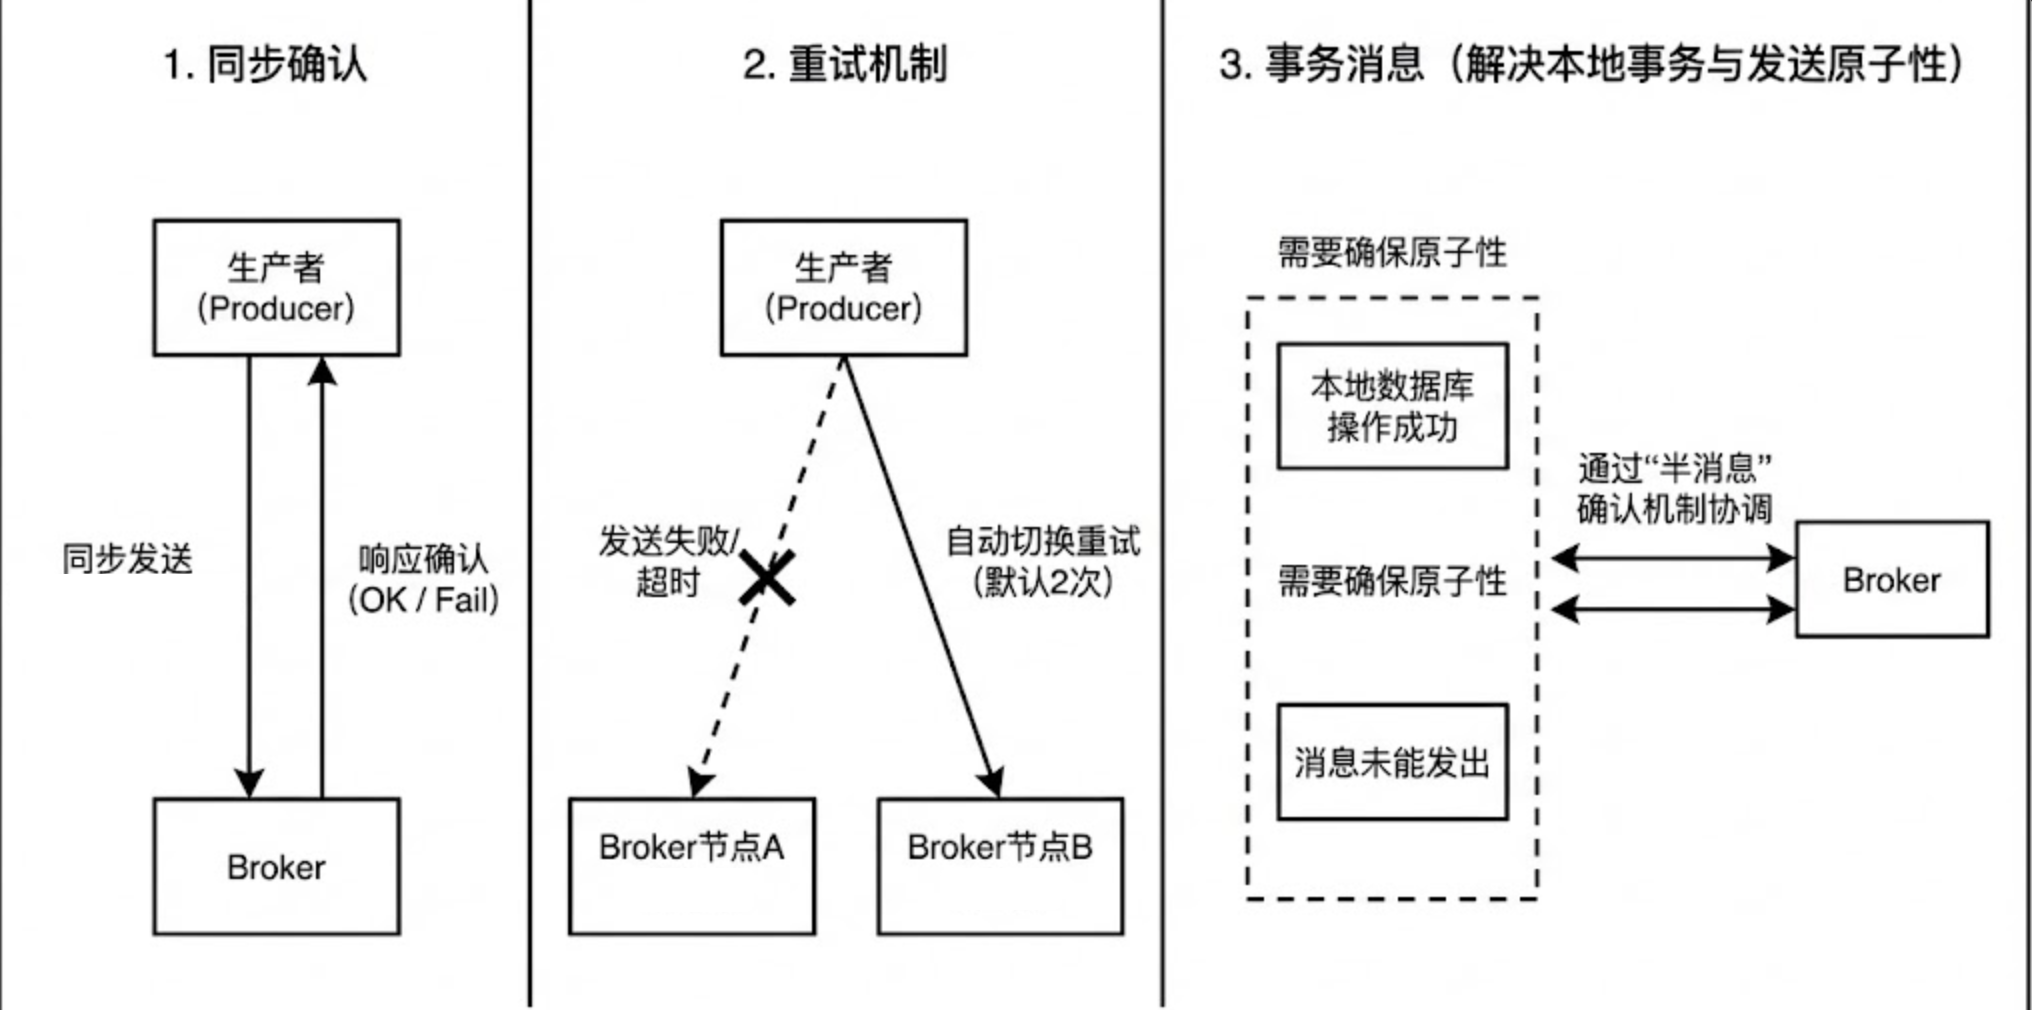 1. 同步确认
生产者
（Producer）
同步发送
响应确认
（OK / Fail）
Broker
2. 重试机制
生产者
（Producer）
发送失败/
超时
自动切换重试
（默认2次）
Broker节点A
Broker节点B
3. 事务消息（解决本地事务与发送原子性）
需要确保原子性
本地数据库
操作成功
需要确保原子性
消息未能发出
通过“半消息”
确认机制协调
Broker